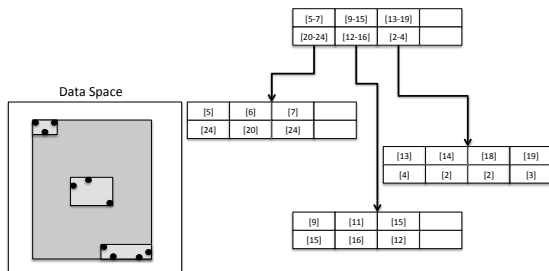 [5-7] [9-15] [13-19]
[20-24] [12-16] [2-4]
Data Space
[5] [6] [7]
[24] [20] [24]
[13] [14] [18] [19]
[4] [2] [2] [3]
[9] [11] [15]
[15] [16] [12]